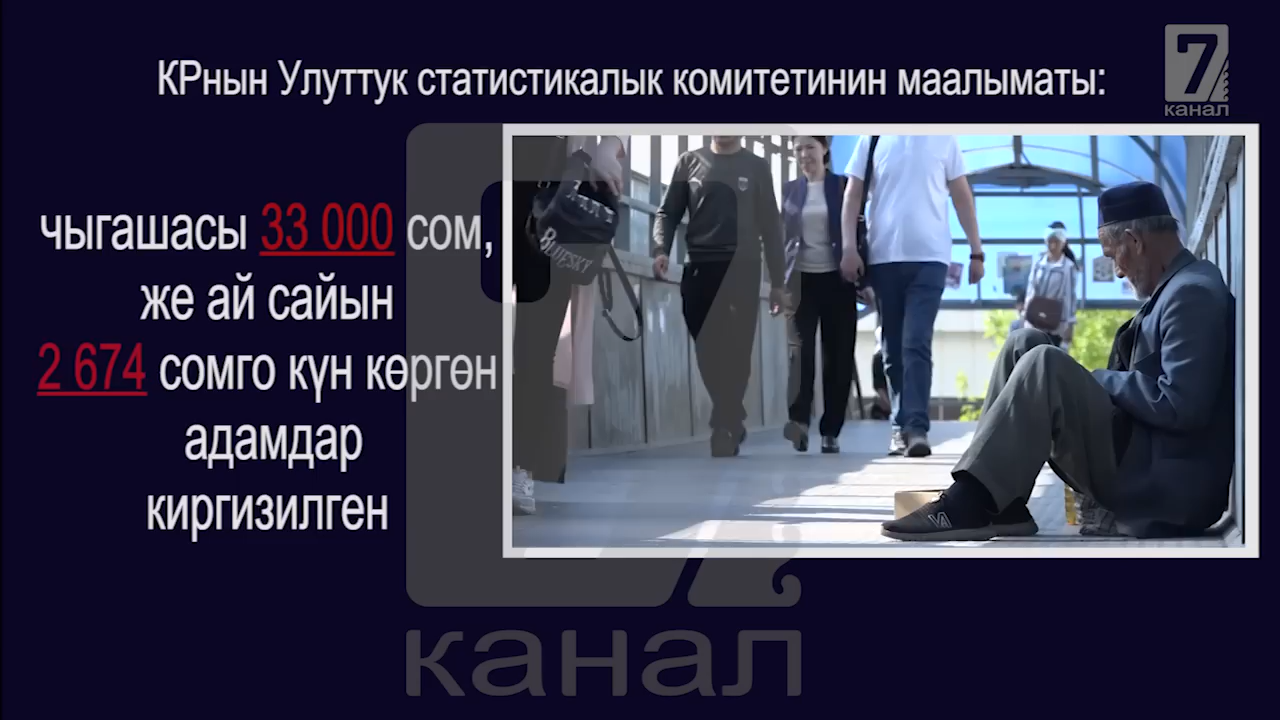 КРнын Улуттук статистикалык комитетинин маалыматы:
7
канал
чыгашасы 33 000 сом,
же ай сайын
2 674 сомго күн көргөн
адамдар
киргизилген
BLUESKY
7
канал